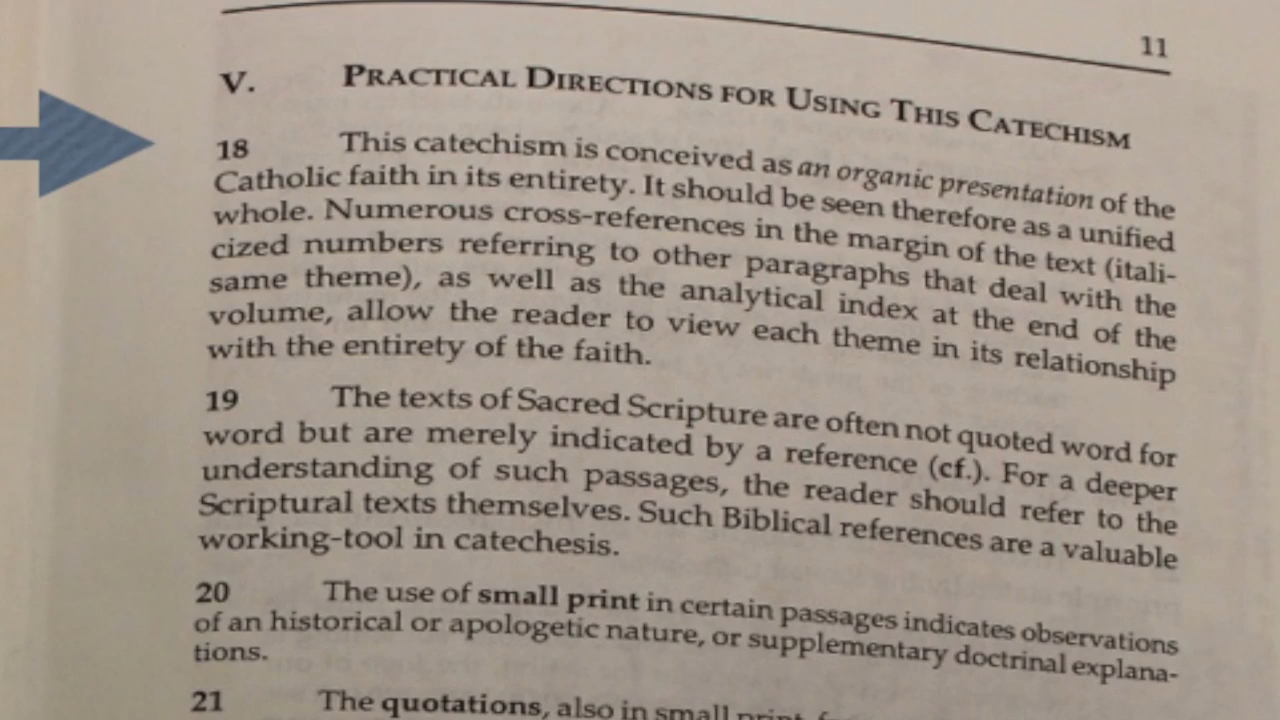 11
V. PRACTICAL DIRECTIONS FOR USING THIS CATECHISM
18 This catechism is conceived as an organic presentation of the
Catholic faith in its entirety. It should be seen therefore as a unified
whole. Numerous cross-references in the margin of the text (itali-
cized numbers referring to other paragraphs that deal with the
same theme), as well as the analytical index at the end of the
volume, allow the reader to view each theme in its relationship
with the entirety of the faith.
19 The texts of Sacred Scripture are often not quoted word for
word but are merely indicated by a reference (cf.). For a deeper
understanding of such passages, the reader should refer to the
Scriptural texts themselves. Such Biblical references are a valuable
working-tool in catechesis.
20 The use of small print in certain passages indicates observations
of an historical or apologetic nature, or supplementary doctrinal explana-
tions.
21 The quotations, also in small print,